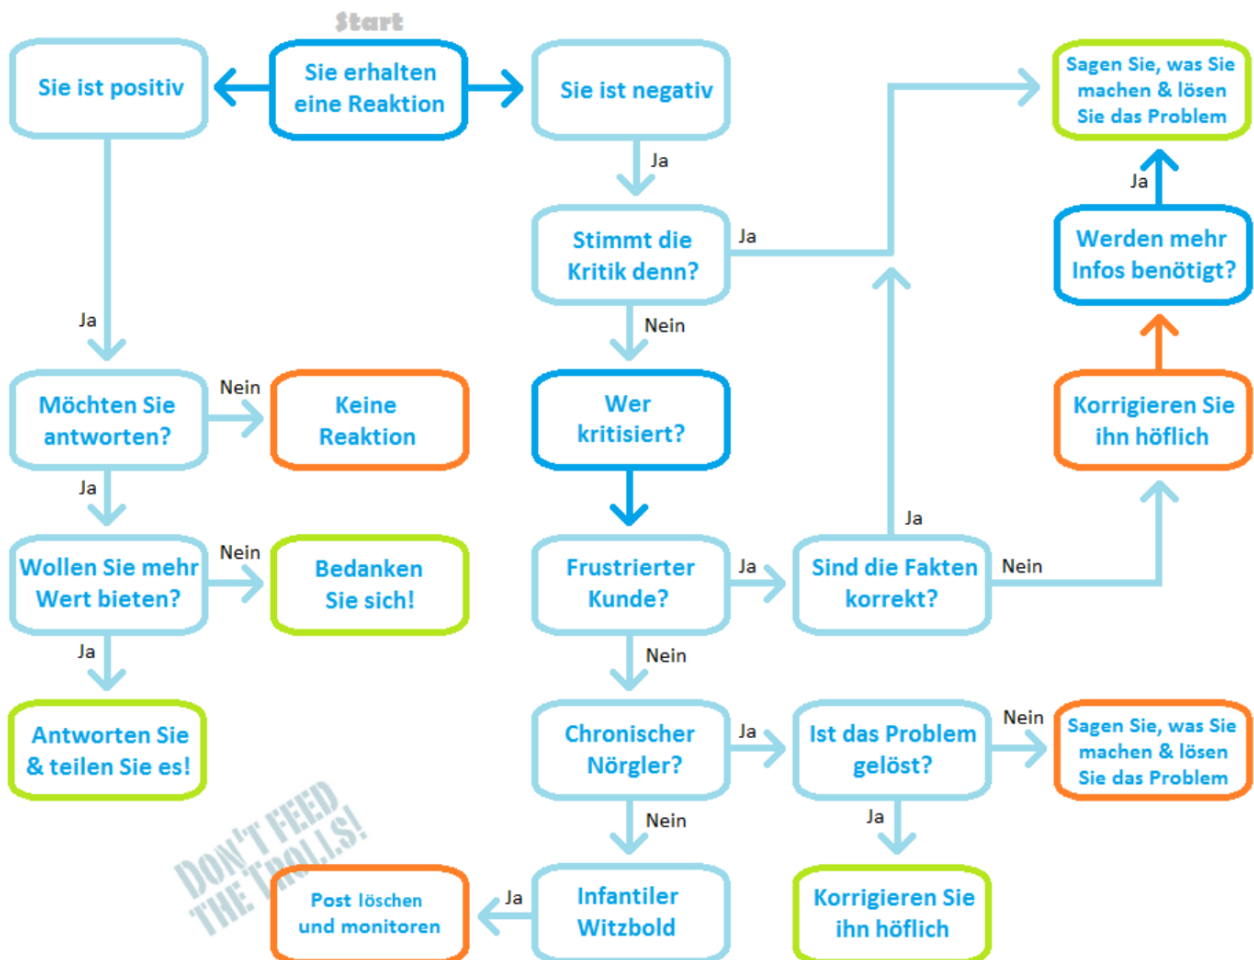 Start
Sie ist positiv
Sie erhalten
eine Reaktion
Sie ist negativ
Sagen Sie, was Sie
machen & lösen
Sie das Problem
Ja
Ja
Stimmt die
Kritik denn?
Ja
Werden mehr
Infos benötigt?
Ja
Nein
Möchten Sie
antworten?
Nein
Keine
Reaktion
Wer
kritisiert?
Korrigieren Sie
ihn höflich
Ja
Ja
Wollen Sie mehr
Wert bieten?
Nein
Bedanken
Sie sich!
Frustrierter
Kunde?
Ja
Sind die Fakten
korrekt?
Nein
Ja
Nein
Antworten Sie
& teilen Sie es!
Chronischer
Nörgler?
Ja
Ist das Problem
gelöst?
Nein
Sagen Sie, was Sie
machen & lösen
Sie das Problem
DON'T FEED
THE TROLLS!
Nein
Ja
Post löschen
und monitoren
Ja
Infantiler
Witzbold
Korrigieren Sie
ihn höflich